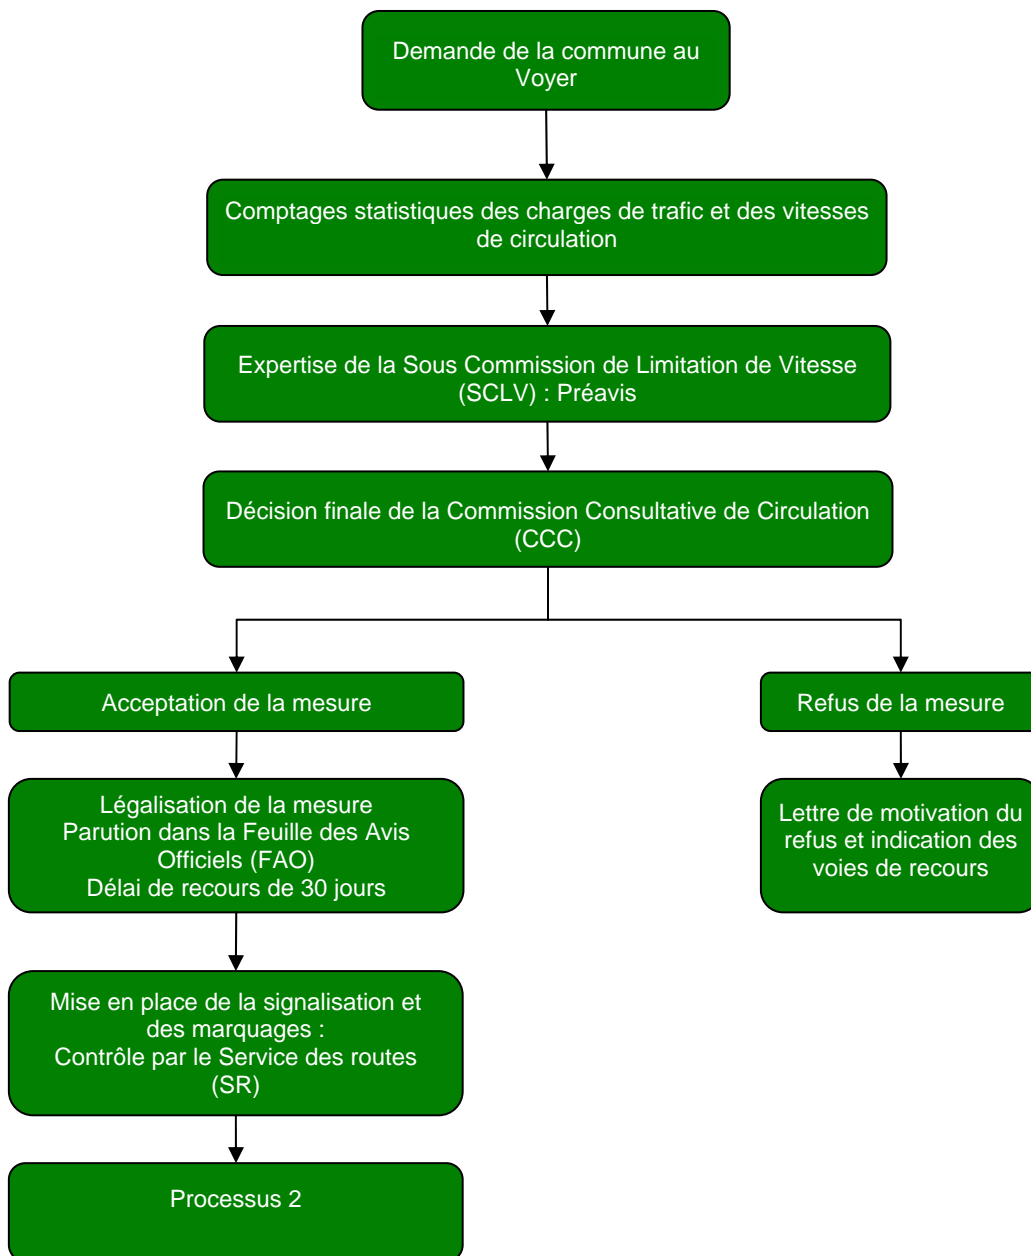 Demande de la commune au
Voyer
Comptages statistiques des charges de trafic et des vitesses
de circulation
Expertise de la Sous Commission de Limitation de Vitesse
(SCLV) : Préavis
Décision finale de la Commission Consultative de Circulation
(CCC)
Acceptation de la mesure
Refus de la mesure
Légalisation de la mesure
Parution dans la Feuille des Avis
Officiels (FAO)
Délai de recours de 30 jours
Lettre de motivation du
refus et indication des
voies de recours
Mise en place de la signalisation et
des marquages :
Contrôle par le Service des routes
(SR)
Processus 2